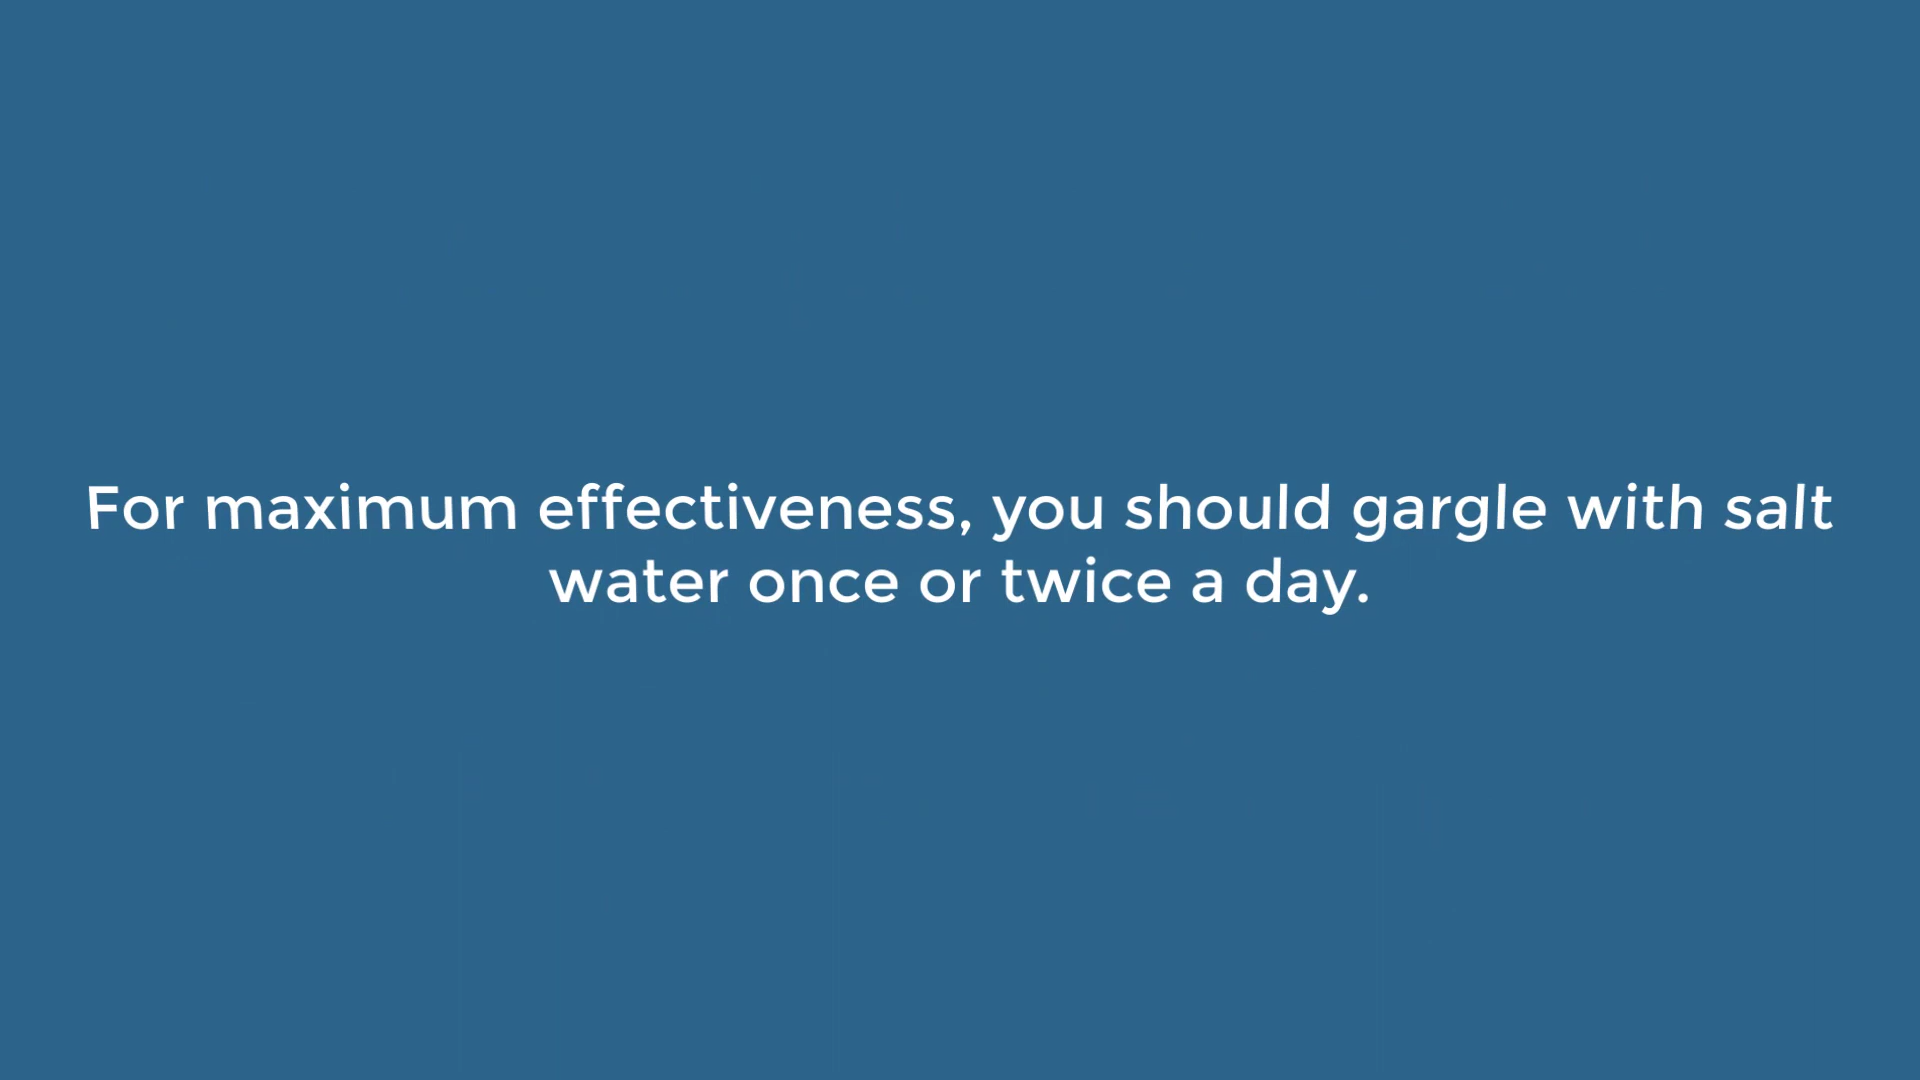 For maximum effectiveness, you should gargle with salt
water once or twice a day.